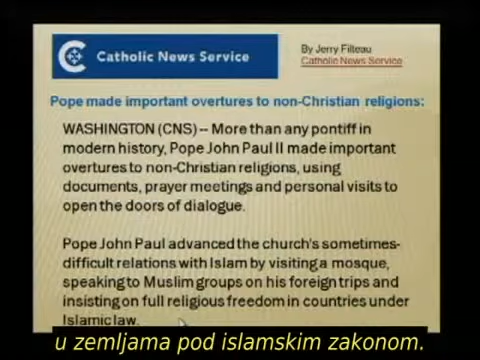 Catholic News Service
By Jerry Filteau
Catholic News Service
Pope made important overtures to non-Christian religions:
WASHINGTON (CNS) -- More than any pontiff in
modern history, Pope John Paul II made important
overtures to non-Christian religions, using
documents, prayer meetings and personal visits to
open the doors of dialogue.
Pope John Paul advanced the church's sometimes-
difficult relations with Islam by visiting a mosque,
speaking to Muslim groups on his foreign trips and
insisting on full religious freedom in countries under
Islamic law.
u zemljama pod islamskim zakonom.